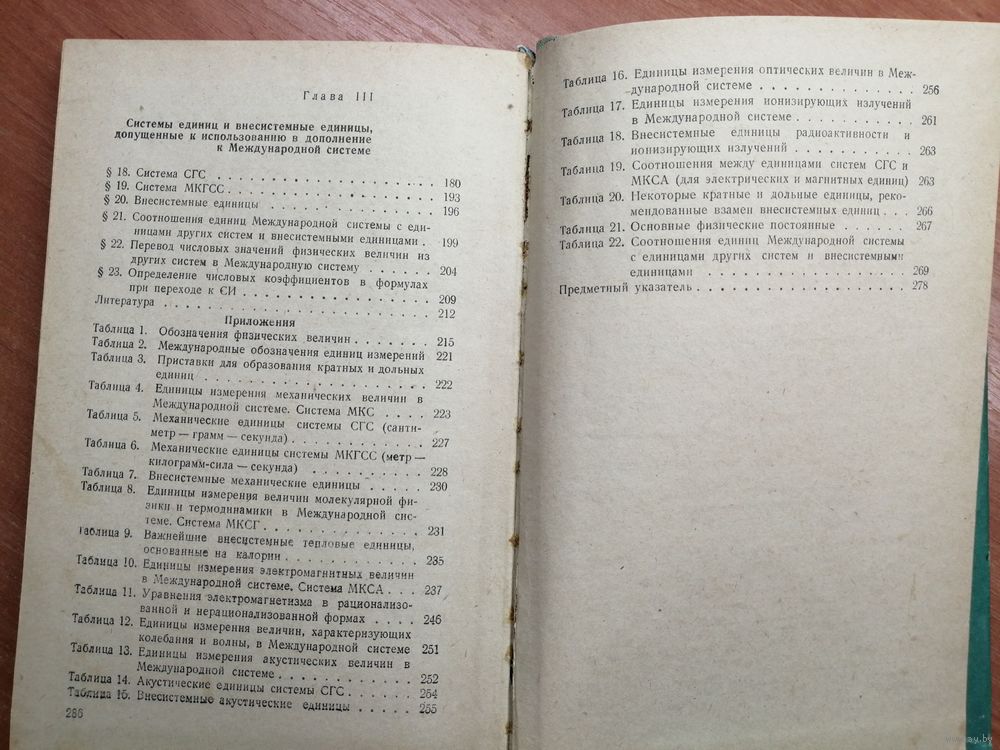 Глава III
Системы единиц и внесистемные единицы,
допущенные к использованию в дополнение
к Международной системе
§ 18. Система СГС . . . . . . . . . . . . . . . . 180
§ 19. Система МКГСС . . . . . . . . . . . . . . . 193
§ 20. Внесистемные единицы . . . . . . . . . . . . 196
§ 21. Соотношения единиц Международной системы с еди-
ницами других систем и внесистемными единицами . 199
§ 22. Перевод числовых значений физических величин из
других систем в Международную систему . . . . . . 204
§ 23. Определение числовых коэффициентов в формулах
при переходе к СИ . . . . . . . . . . . . . . . 209
Литература . . . . . . . . . . . . . . . . . . . 212
Приложения
Таблица 1. Обозначения физических величин . . . . . . 215
Таблица 2. Международные обозначения единиц измерений 221
Таблица 3. Приставки для образования кратных и дольных
единиц . . . . . . . . . . . . . . . . . 222
Таблица 4. Единицы измерения механических величин в
Международной системе. Система МКС . . . . 223
Таблица 5. Механические единицы системы СГС (санти-
метр — грамм — секунда) . . . . . . . . . . 227
Таблица 6. Механические единицы системы МКГСС (метр —
килограмм-сила — секунда) . . . . . . . . . 228
Таблица 7. Внесистемные механические единицы . . . . . 230
Таблица 8. Единицы измерения величин молекулярной фи-
зики и термодинамики в Международной сис-
теме. Система МКСГ . . . . . . . . . . . . 231
Таблица 9. Важнейшие внесистемные тепловые единицы,
основанные на калории . . . . . . . . . . . 235
Таблица 10. Единицы измерения электромагнитных величин
в Международной системе. Система МКСА . . . 237
Таблица 11. Уравнения электромагнетизма в рационализо-
ванной и нерационализованной формах . . . . 246
Таблица 12. Единицы измерения величин, характеризующих
колебания и волны, в Международной системе 251
Таблица 13. Единицы измерения акустических величин в
Международной системе . . . . . . . . . . . 252
Таблица 14. Акустические единицы системы СГС . . . . . . 254
Таблица 15. Внесистемные акустические единицы . . . . . 255
286
Таблица 16. Единицы измерения оптических величин в Меж-
дународной системе . . . . . . . . . . . . 256
Таблица 17. Единицы измерения ионизирующих излучений
в Международной системе . . . . . . . . . 261
Таблица 18. Внесистемные единицы радиоактивности и
ионизирующих излучений . . . . . . . . . 263
Таблица 19. Соотношения между единицами систем СГС и
МКСА (для электрических и магнитных единиц) 263
Таблица 20. Некоторые кратные и дольные единицы, реко-
мендованные взамен внесистемных единиц . . . 266
Таблица 21. Основные физические постоянные . . . . . . 267
Таблица 22. Соотношения единиц Международной системы
с единицами других систем и внесистемными
единицами . . . . . . . . . . . . . . . 269
Предметный указатель . . . . . . . . . . . . . . . 278